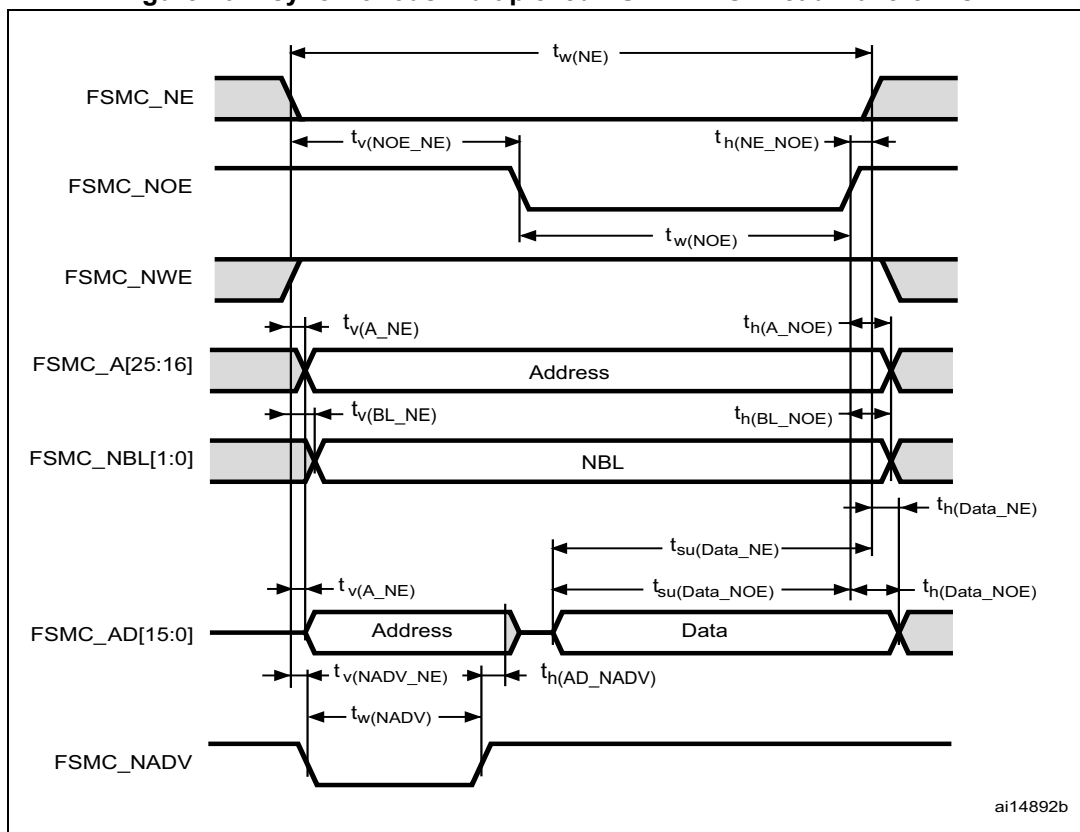 tw(NE)
FSMC_NE
tv(NOE_NE)
th(NE_NOE)
FSMC_NOE
tw(NOE)
FSMC_NWE
tv(A_NE)
th(A_NOE)
FSMC_A[25:16]
Address
tv(BL_NE)
th(BL_NOE)
FSMC_NBL[1:0]
NBL
th(Data_NE)
tsu(Data_NE)
tv(A_NE)
tsu(Data_NOE)
th(Data_NOE)
FSMC_AD[15:0]
Address
Data
tv(NADV_NE)
th(AD_NADV)
tw(NADV)
FSMC_NADV
ai14892b